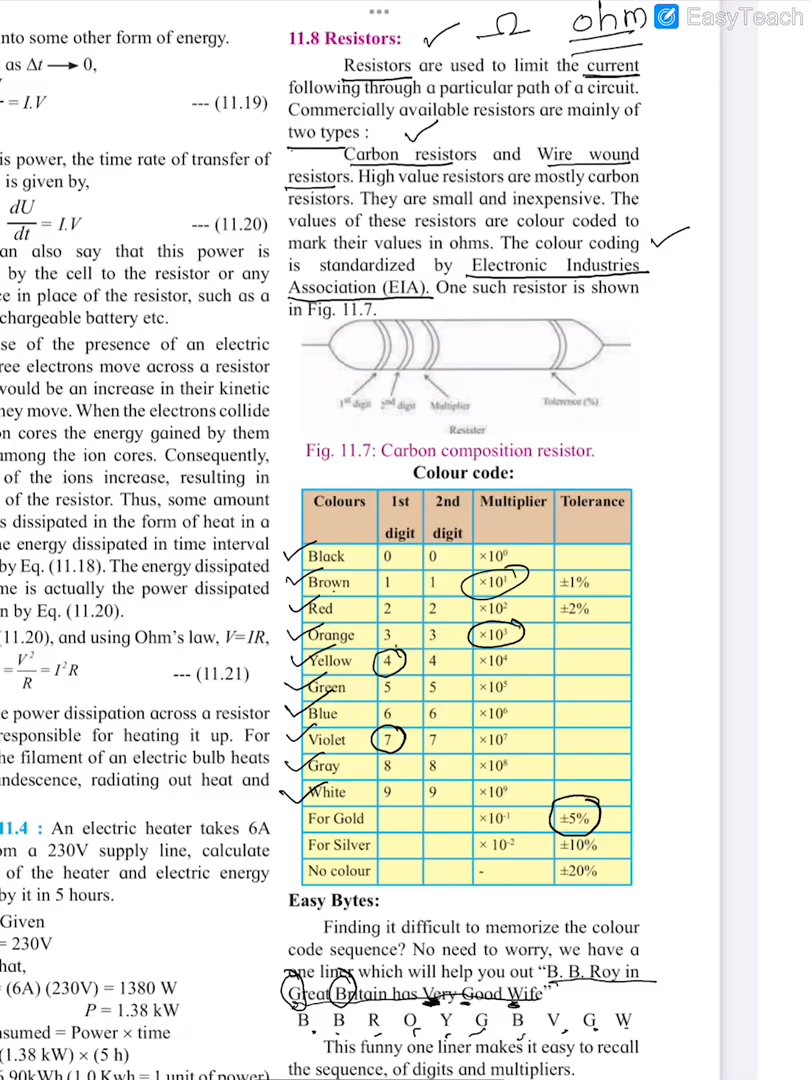 EasyTeach
Ω ohm
nto some other form of energy.
as Δt ⟶ 0,
= I.V --- (11.19)
is power, the time rate of transfer of
is given by,
dU
dt
= I.V --- (11.20)
an also say that this power is
by the cell to the resistor or any
e in place of the resistor, such as a
chargeable battery etc.
se of the presence of an electric
ree electrons move across a resistor
would be an increase in their kinetic
hey move. When the electrons collide
on cores the energy gained by them
among the ion cores. Consequently,
of the ions increase, resulting in
of the resistor. Thus, some amount
s dissipated in the form of heat in a
he energy dissipated in time interval
by Eq. (11.18). The energy dissipated
me is actually the power dissipated
n by Eq. (11.20).
(11.20), and using Ohm's law, V=IR,
= V²/R = I²R --- (11.21)
e power dissipation across a resistor
responsible for heating it up. For
he filament of an electric bulb heats
andescence, radiating out heat and
11.4 : An electric heater takes 6A
om a 230V supply line, calculate
of the heater and electric energy
by it in 5 hours.
Given
= 230V
hat,
(6A) (230V) = 1380 W
P = 1.38 kW
nsumed = Power × time
(1.38 kW) × (5 h)
6.90kWh (1.0 Kwh = 1 unit of power)
11.8 Resistors:
Resistors are used to limit the current
following through a particular path of a circuit.
Commercially available resistors are mainly of
two types :
Carbon resistors and Wire wound
resistors. High value resistors are mostly carbon
resistors. They are small and inexpensive. The
values of these resistors are colour coded to
mark their values in ohms. The colour coding
is standardized by Electronic Industries
Association (EIA). One such resistor is shown
in Fig. 11.7.
1st digit 2nd digit Multiplier Tolerence (%)
Resister
Fig. 11.7: Carbon composition resistor.
Colour code:
Colours 1st digit 2nd digit Multiplier Tolerance
Black 0 0 ×10⁰
Brown 1 1 ×10¹ ±1%
Red 2 2 ×10² ±2%
Orange 3 3 ×10³
Yellow 4 4 ×10⁴
Green 5 5 ×10⁵
Blue 6 6 ×10⁶
Violet 7 7 ×10⁷
Gray 8 8 ×10⁸
White 9 9 ×10⁹
For Gold ×10⁻¹ ±5%
For Silver × 10⁻² ±10%
No colour - ±20%
Easy Bytes:
Finding it difficult to memorize the colour
code sequence? No need to worry, we have a
one liner which will help you out “B. B. Roy in
Great Britain has Very Good Wife”
B B R O Y G B V G W
This funny one liner makes it easy to recall
the sequence, of digits and multipliers.